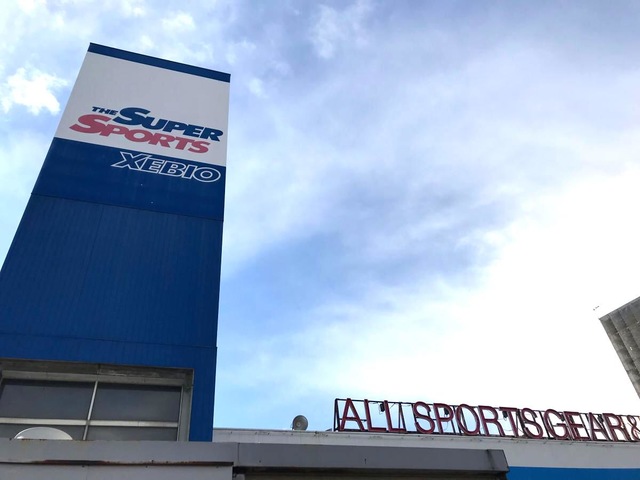 THE SUPER
SPORTS
XEBIO
ALL SPORTS GEAR &